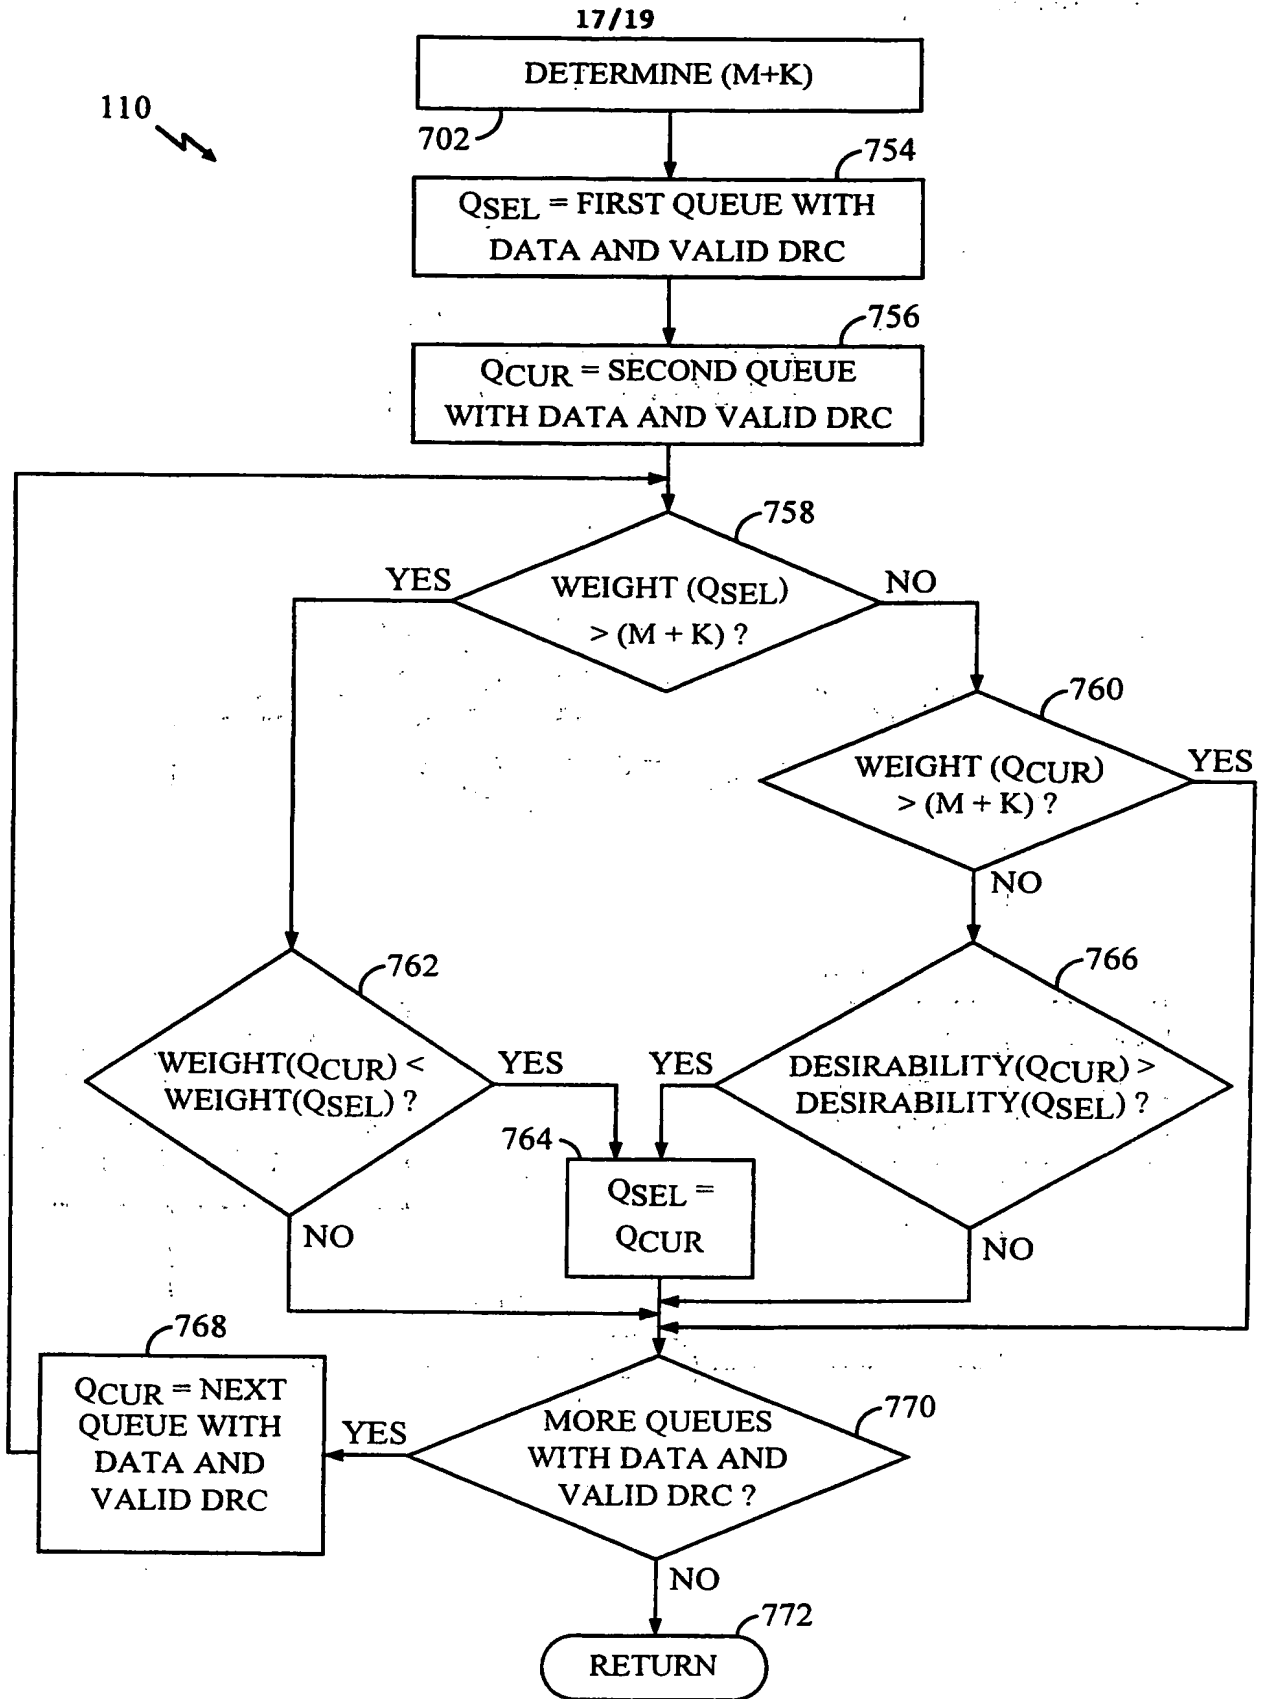 17/19
DETERMINE (M+K)
110
702
754
QSEL = FIRST QUEUE WITH
DATA AND VALID DRC
756
QCUR = SECOND QUEUE
WITH DATA AND VALID DRC
758
YES
WEIGHT (QSEL)
> (M + K) ?
NO
760
WEIGHT (QCUR)
> (M + K) ?
YES
NO
762
WEIGHT(QCUR) <
WEIGHT(QSEL) ?
YES
NO
766
YES
DESIRABILITY(QCUR) >
DESIRABILITY(QSEL) ?
NO
764
QSEL =
QCUR
768
QCUR = NEXT
QUEUE WITH
DATA AND
VALID DRC
YES
770
MORE QUEUES
WITH DATA AND
VALID DRC ?
NO
772
RETURN